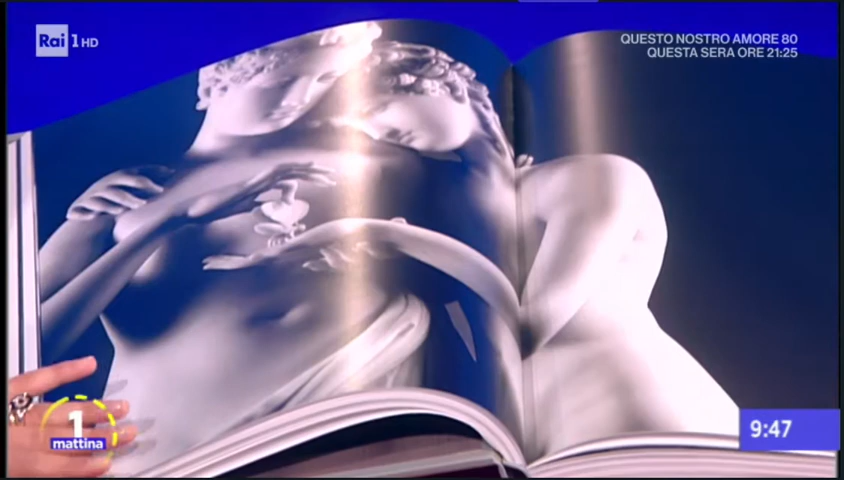 Rai 1 HD
QUESTO NOSTRO AMORE 80
QUESTA SERA ORE 21:25
1
mattina
9:47